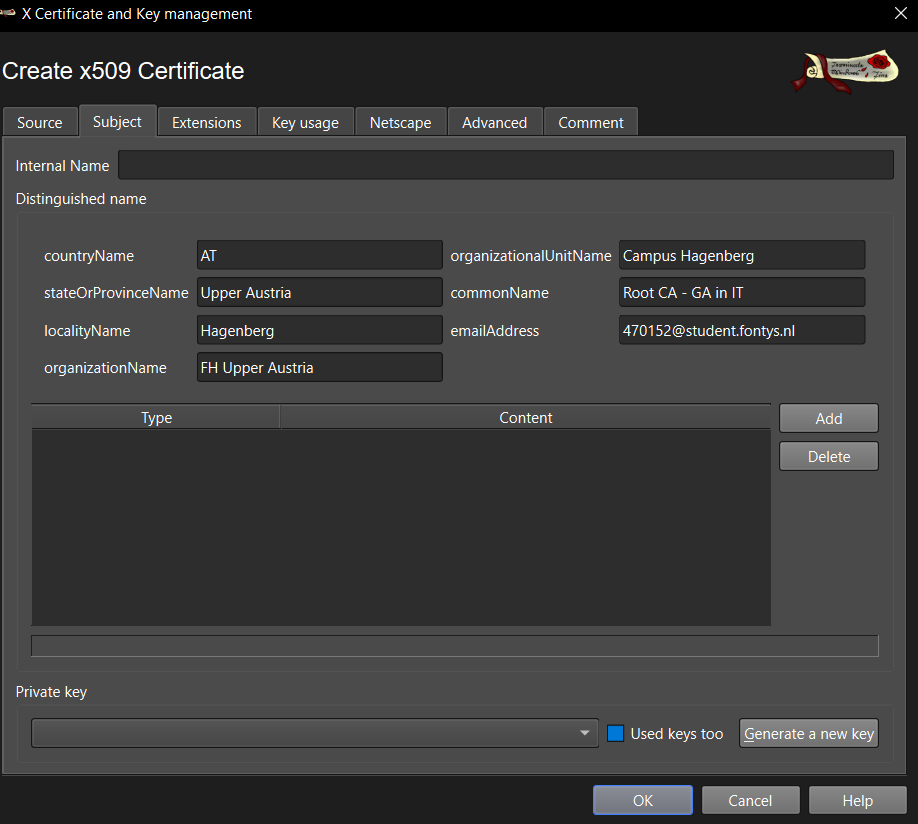 X Certificate and Key management
Create x509 Certificate
Source Subject Extensions Key usage Netscape Advanced Comment
Internal Name
Distinguished name
countryName AT organizationalUnitName Campus Hagenberg
stateOrProvinceName Upper Austria commonName Root CA - GA in IT
localityName Hagenberg emailAddress 470152@student.fontys.nl
organizationName FH Upper Austria
Type Content Add
Delete
Private key
Used keys too Generate a new key
OK Cancel Help